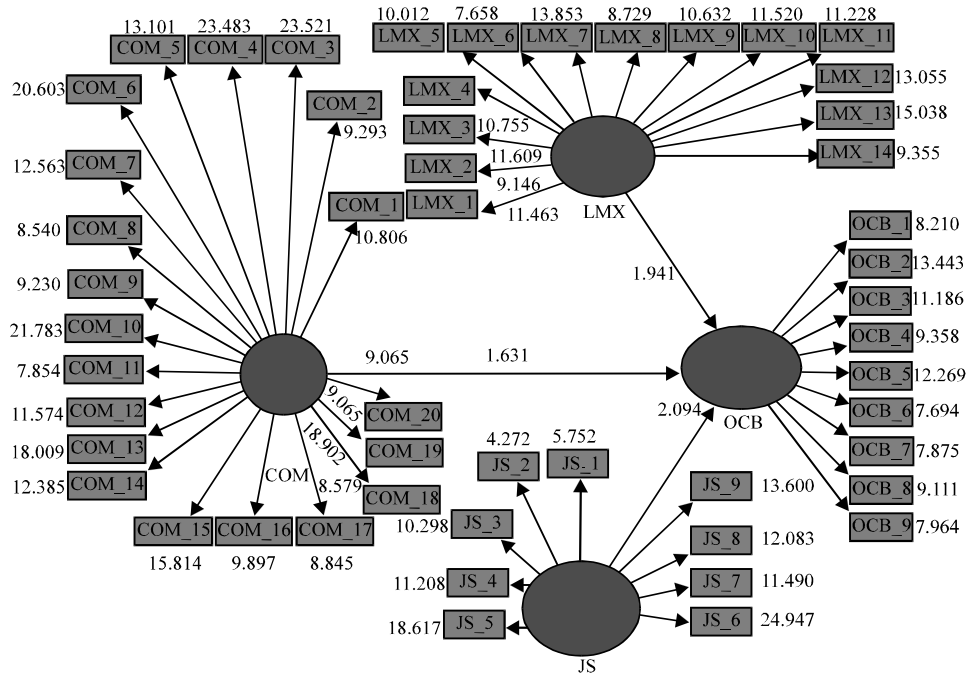 13.101 23.483 23.521
COM_5 COM_4 COM_3
10.012 7.658 13.853 8.729 10.632 11.520 11.228
LMX_5 LMX_6 LMX_7 LMX_8 LMX_9 LMX_10 LMX_11
20.603 COM_6
COM_2
9.293
LMX_4
LMX_12 13.055
LMX_3 10.755
LMX_13 15.038
12.563 COM_7
LMX_2 11.609
LMX_14 9.355
9.146
COM_1 LMX_1
11.463
LMX
10.806
8.540 COM_8
OCB_1 8.210
9.230 COM_9
1.941
OCB_2 13.443
OCB_3 11.186
21.783 COM_10
OCB_4 9.358
7.854 COM_11
9.065 1.631
OCB_5 12.269
11.574 COM_12
9.065
COM_20
2.094
OCB
OCB_6 7.694
18.009 COM_13
18.902
COM_19
4.272 5.752
OCB_7 7.875
12.385 COM_14
COM
8.579
JS_2 JS_1
COM_18
JS_9 13.600
OCB_8 9.111
COM_15 COM_16 COM_17
10.298 JS_3
OCB_9 7.964
15.814 9.897 8.845
JS_8 12.083
11.208 JS_4
JS_7 11.490
18.617 JS_5
JS_6 24.947
JS